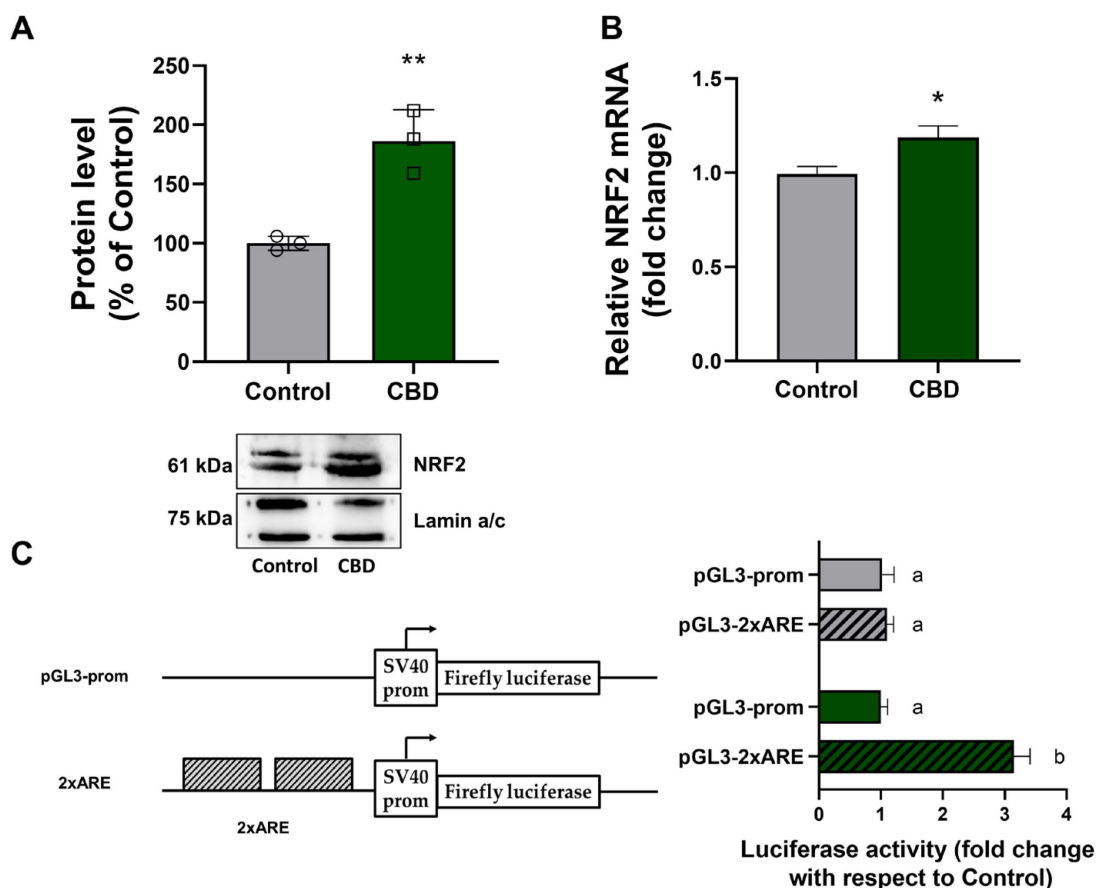 A
Protein level
(% of Control)
250
200
150
100
50
0
**
Control
CBD
61 kDa
NRF2
75 kDa
Lamin a/c
Control
CBD
B
Relative NRF2 mRNA
(fold change)
1.5
1.0
0.5
0.0
*
Control
CBD
C
pGL3-prom
SV40
prom
Firefly luciferase
2xARE
SV40
prom
Firefly luciferase
2xARE
pGL3-prom
a
pGL3-2xARE
a
pGL3-prom
a
pGL3-2xARE
b
0
1
2
3
4
Luciferase activity (fold change
with respect to Control)